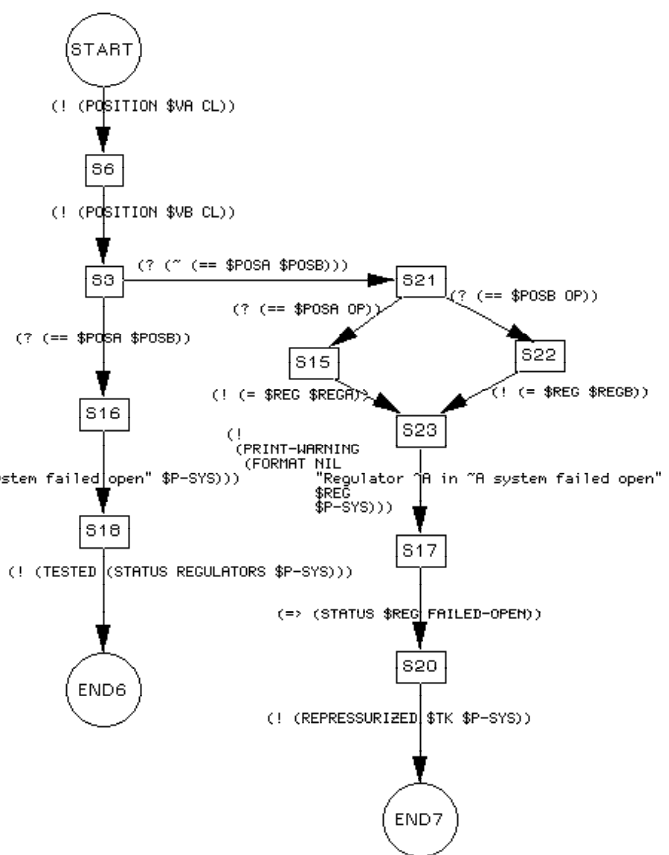 START
(! (POSITION $VA CL))
S6
(! (POSITION $VB CL))
(? (~ (== $POSA $POSB)))
S3
S21
(? (== $POSB OP))
(? (== $POSA OP))
(? (== $POSA $POSB))
S15
S22
(! (= $REG $REGA))
(! (= $REG $REGB))
S16
S23
(!
(PRINT-WARNING
(FORMAT NIL
stem failed open" $P-SYS)))
"Regulator ~A in ~A system failed open"
$REG
$P-SYS)))
S18
S17
(! (TESTED (STATUS REGULATORS $P-SYS)))
(=> (STATUS $REG FAILED-OPEN))
S20
END6
(! (REPRESSURIZED $TK $P-SYS))
END7